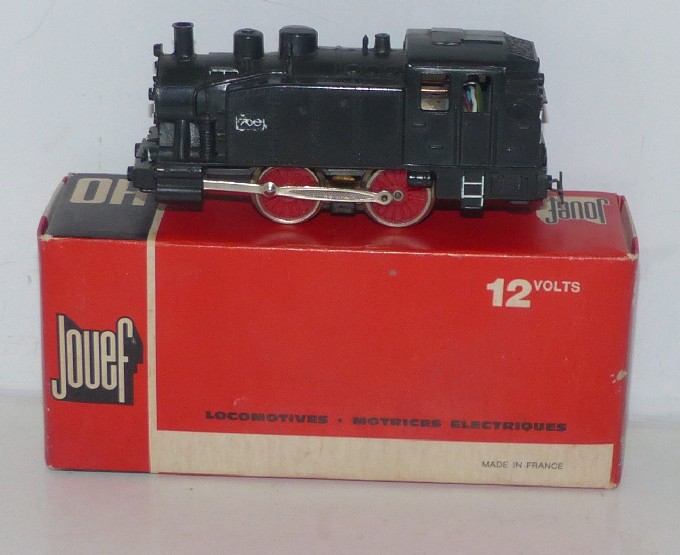 HO
Jouef
12 VOLTS
Jouef
LOCOMOTIVES • MOTRICES ELECTRIQUES
MADE IN FRANCE